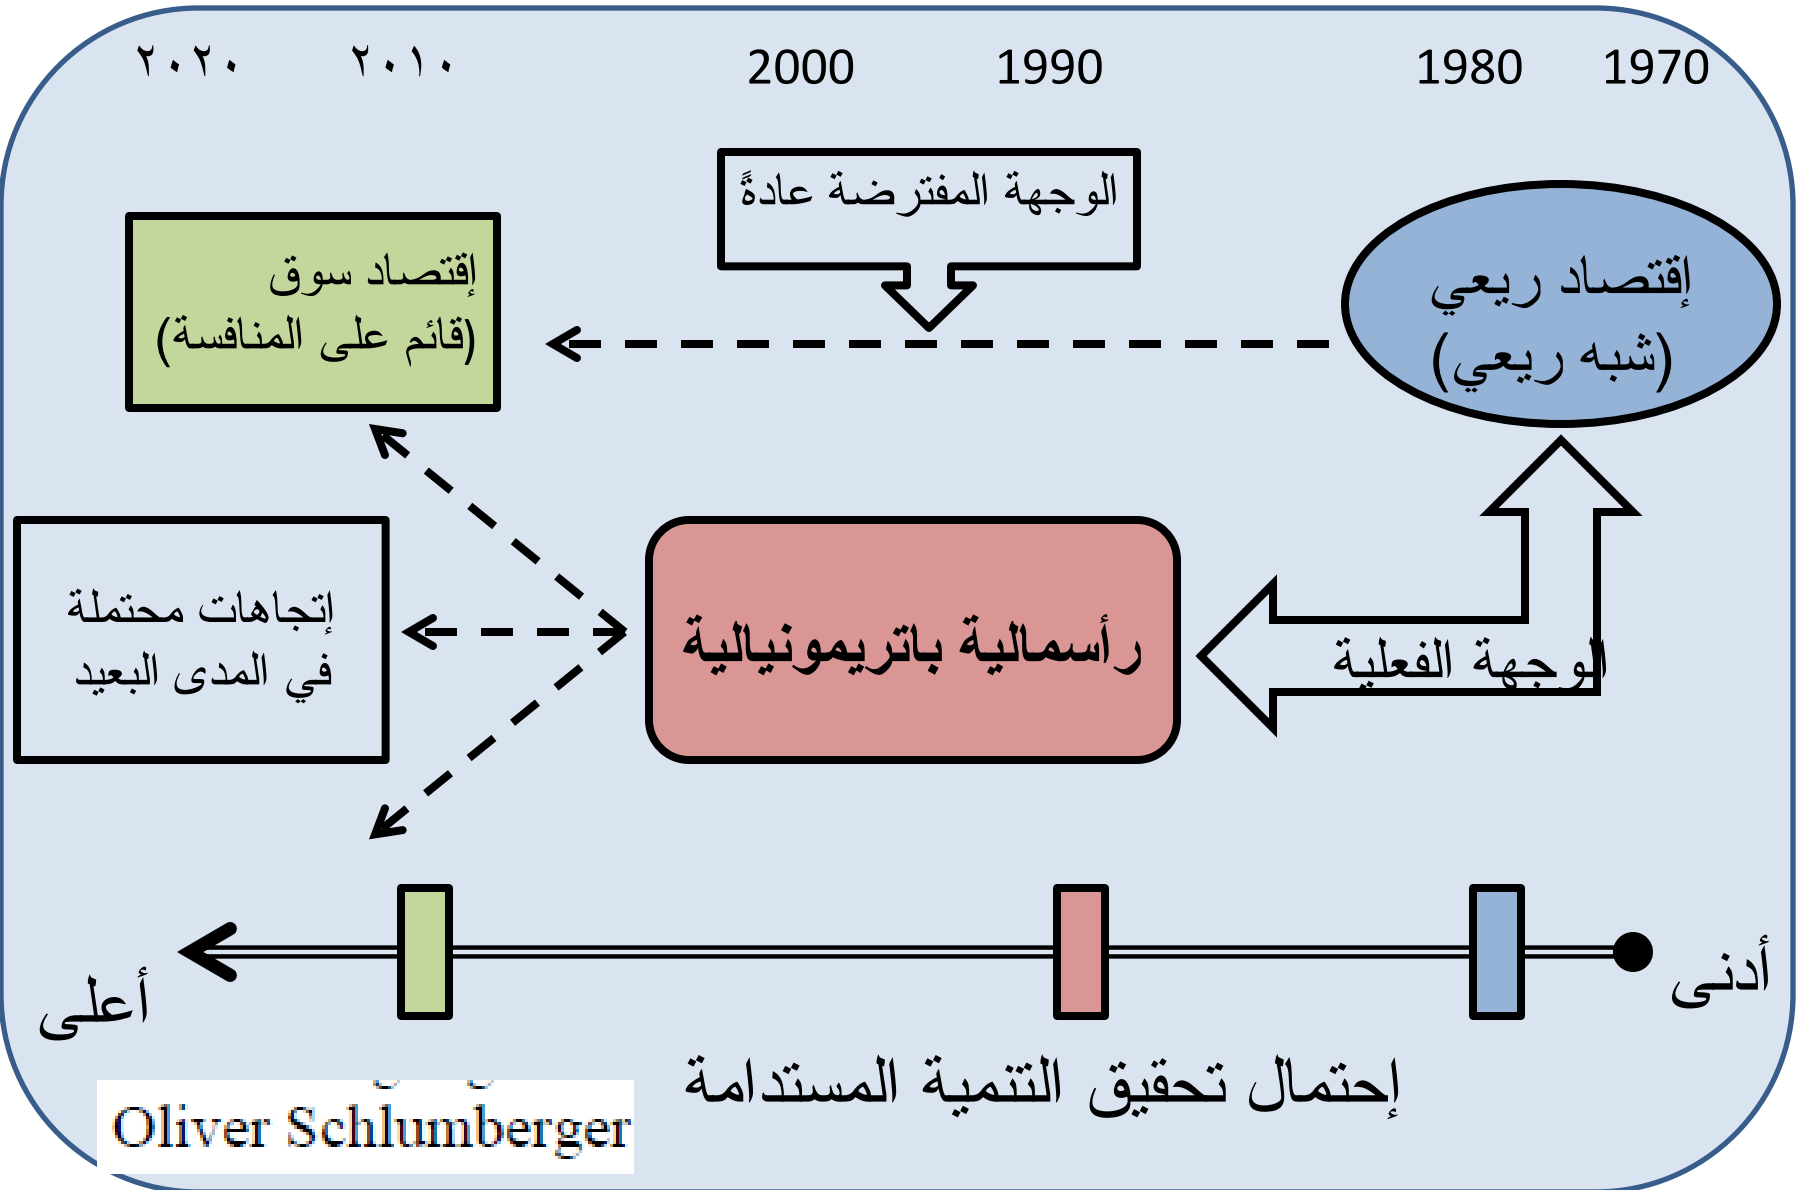 1970 1980 1990 2000 ٢٠١٠ ٢٠٢٠
الوجهة المفترضة عادةً
إقتصاد ريعي
(شبه ريعي)
إقتصاد سوق
(قائم على المنافسة)
رأسمالية باتريمونيالية
الوجهة الفعلية
إتجاهات محتملة
في المدى البعيد
أدنى
أعلى
إحتمال تحقيق التنمية المستدامة
Oliver Schlumberger